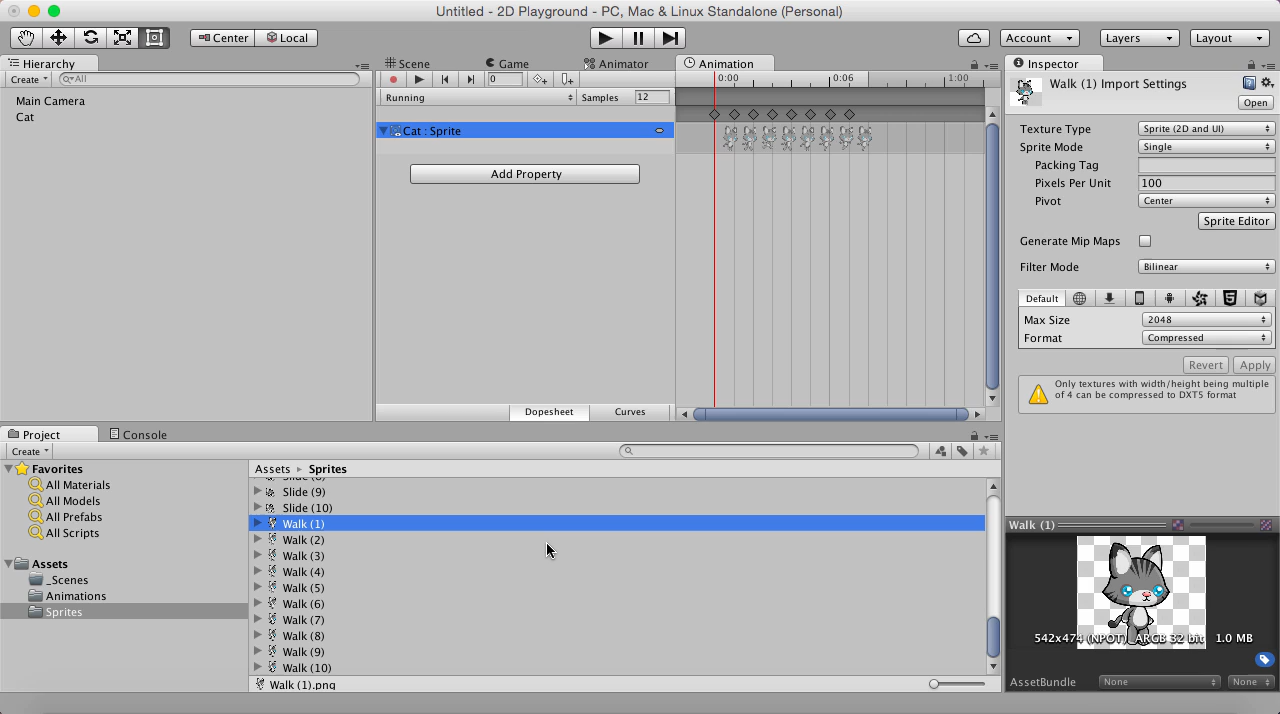 Untitled - 2D Playground - PC, Mac & Linux Standalone (Personal)
Center Local Account Layers Layout
Hierarchy
Create All
Main Camera
Cat
Scene Game Animator Animation
0 0:00 0:06 1:00
Running Samples 12
Cat : Sprite
Add Property
Dopesheet Curves
Inspector
Walk (1) Import Settings
Open
Texture Type Sprite (2D and UI)
Sprite Mode Single
Packing Tag
Pixels Per Unit 100
Pivot Center
Sprite Editor
Generate Mip Maps
Filter Mode Bilinear
Default
Max Size 2048
Format Compressed
Revert Apply
Only textures with width/height being multiple
of 4 can be compressed to DXT5 format
Project Console
Create
Favorites
All Materials
All Models
All Prefabs
All Scripts
Assets
_Scenes
Animations
Sprites
Assets Sprites
Slide (8)
Slide (9)
Slide (10)
Walk (1)
Walk (2)
Walk (3)
Walk (4)
Walk (5)
Walk (6)
Walk (7)
Walk (8)
Walk (9)
Walk (10)
Walk (1).png
Walk (1)
542x474 (NPOT) ARGB 32 bit 1.0 MB
AssetBundle None None